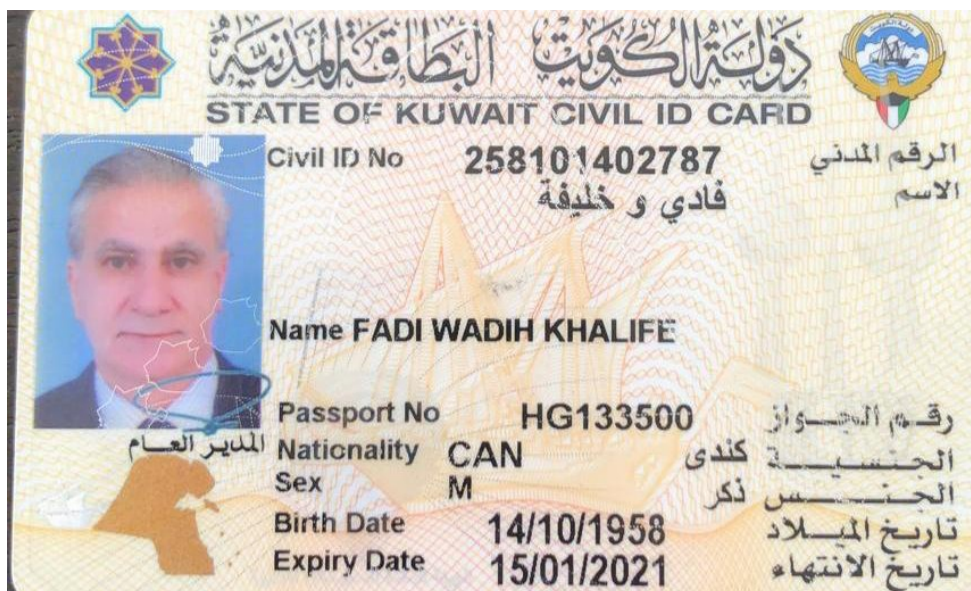 دولة الكويت البطاقة المدنية
STATE OF KUWAIT CIVIL ID CARD
Civil ID No 258101402787 الرقم المدني
فادي و خليفة الاسم
Name FADI WADIH KHALIFE
Passport No HG133500 رقم الجواز
Nationality CAN كندى الجنسية
Sex M ذكر الجنس
Birth Date 14/10/1958 تاريخ الميلاد
Expiry Date 15/01/2021 تاريخ الانتهاء
المدير العام